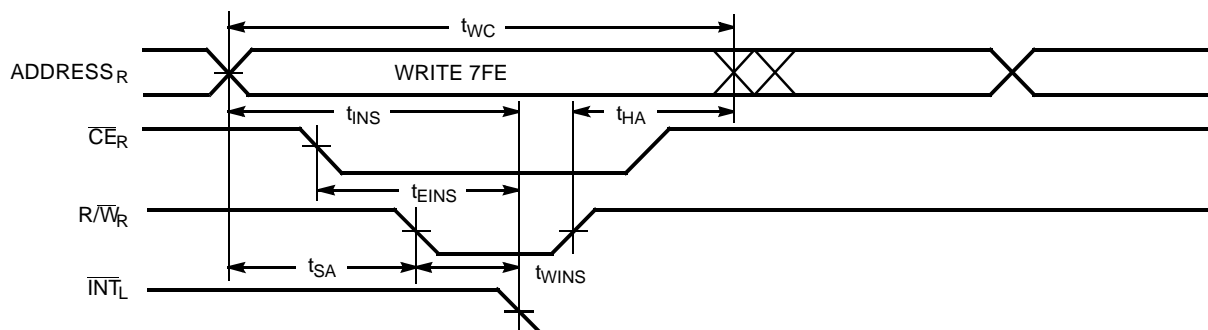 tWC
ADDRESSR
WRITE 7FE
tINS
tHA
CER
tEINS
R/WR
tSA
tWINS
INTL